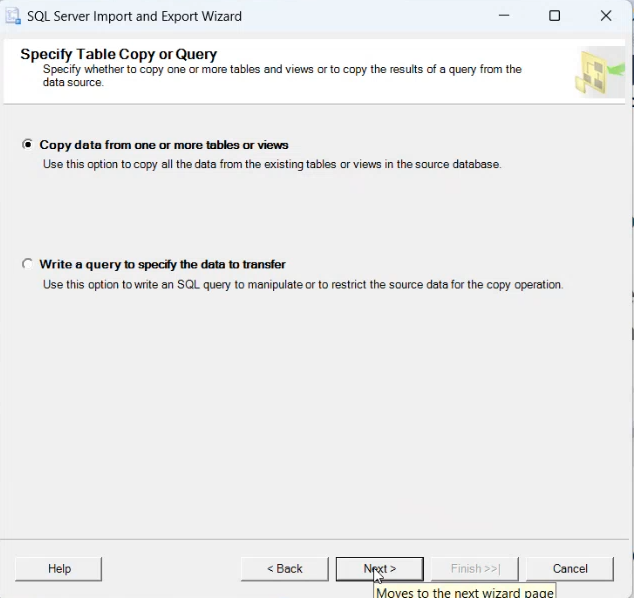 SQL Server Import and Export Wizard
Specify Table Copy or Query
Specify whether to copy one or more tables and views or to copy the results of a query from the
data source.
Copy data from one or more tables or views
Use this option to copy all the data from the existing tables or views in the source database.
Write a query to specify the data to transfer
Use this option to write an SQL query to manipulate or to restrict the source data for the copy operation.
Help
< Back
Next >
Finish >>|
Cancel
Moves to the next wizard page